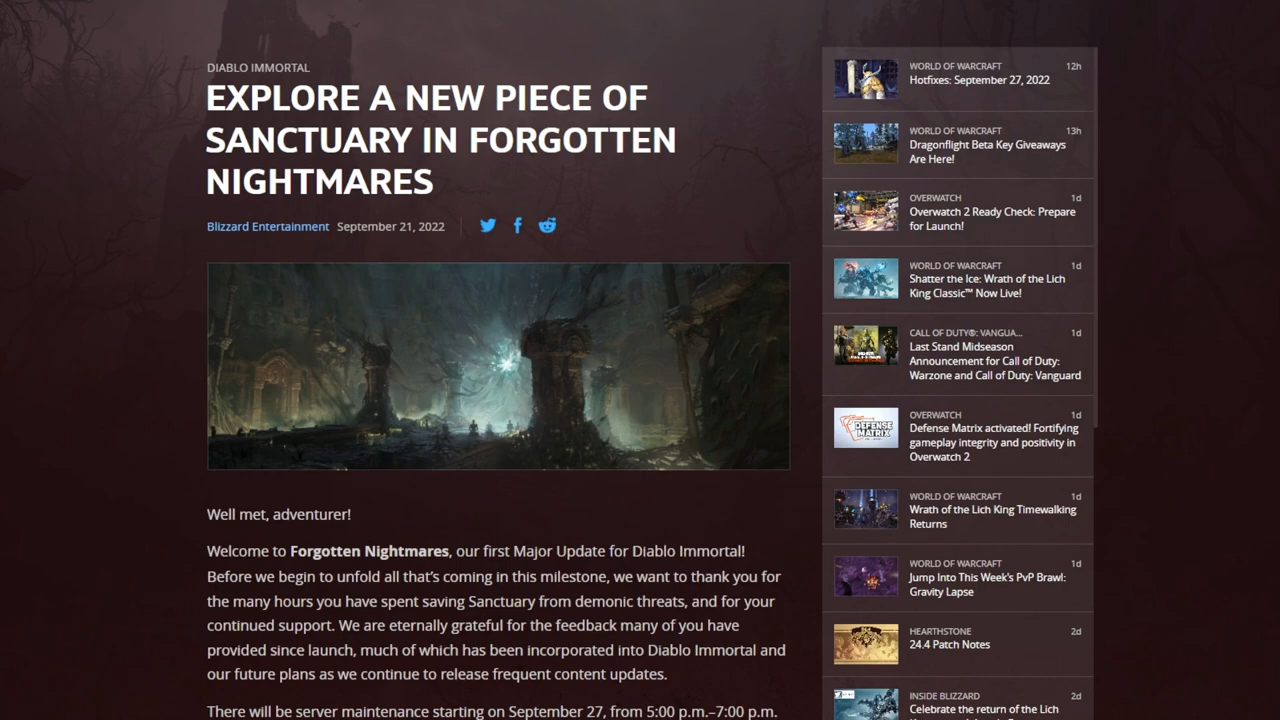 DIABLO IMMORTAL
EXPLORE A NEW PIECE OF
SANCTUARY IN FORGOTTEN
NIGHTMARES
Blizzard Entertainment September 21, 2022
Well met, adventurer!
Welcome to Forgotten Nightmares, our first Major Update for Diablo Immortal!
Before we begin to unfold all that’s coming in this milestone, we want to thank you for
the many hours you have spent saving Sanctuary from demonic threats, and for your
continued support. We are eternally grateful for the feedback many of you have
provided since launch, much of which has been incorporated into Diablo Immortal and
our future plans as we continue to release frequent content updates.
There will be server maintenance starting on September 27, from 5:00 p.m.–7:00 p.m.
WORLD OF WARCRAFT 12h
Hotfixes: September 27, 2022
WORLD OF WARCRAFT 13h
Dragonflight Beta Key Giveaways
Are Here!
OVERWATCH 1d
Overwatch 2 Ready Check: Prepare
for Launch!
WORLD OF WARCRAFT 1d
Shatter the Ice: Wrath of the Lich
King Classic™ Now Live!
CALL OF DUTY®: VANGUA... 1d
Last Stand Midseason
Announcement for Call of Duty:
Warzone and Call of Duty: Vanguard
OVERWATCH 1d
DEFENSE
MATRIX
Defense Matrix activated! Fortifying
gameplay integrity and positivity in
Overwatch 2
WORLD OF WARCRAFT 1d
Wrath of the Lich King Timewalking
Returns
WORLD OF WARCRAFT 1d
Jump Into This Week's PvP Brawl:
Gravity Lapse
HEARTHSTONE 2d
24.4 Patch Notes
INSIDE BLIZZARD 2d
Celebrate the return of the Lich